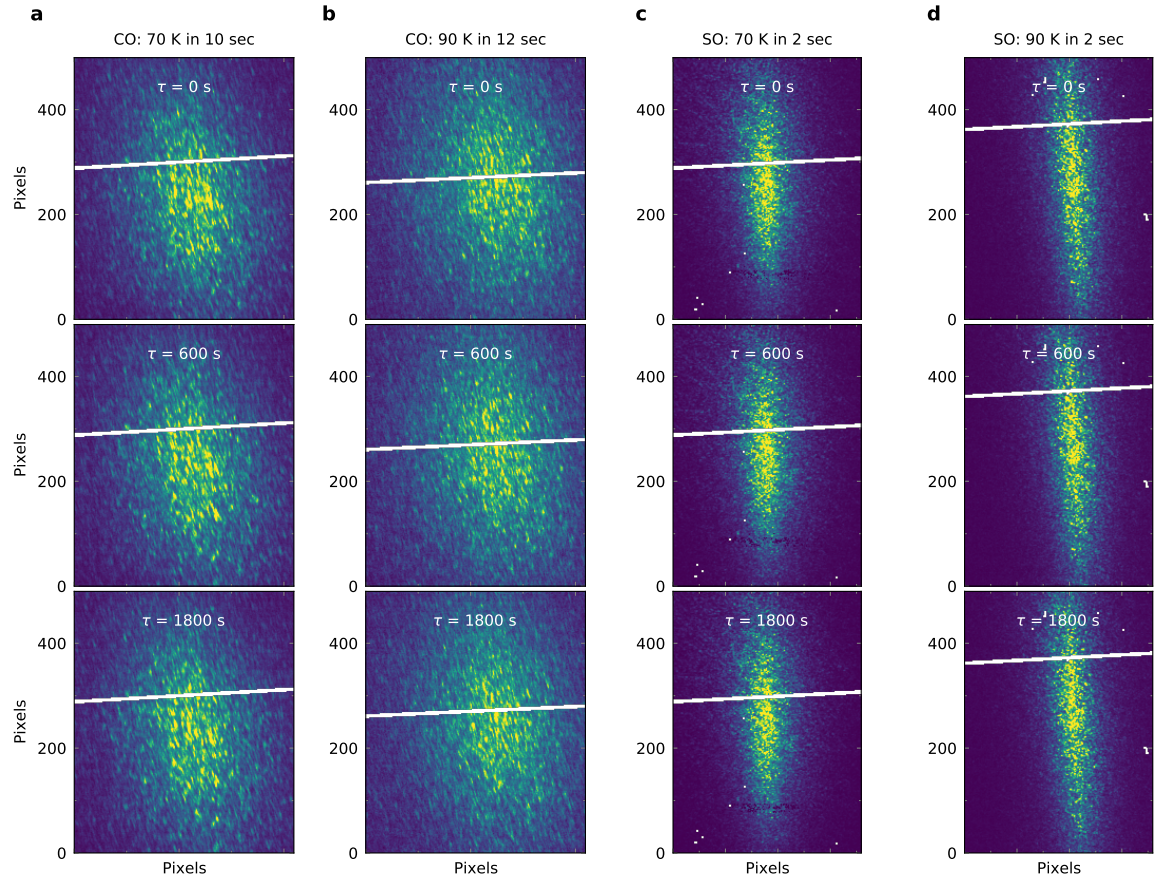 a
b
c
d
CO: 70 K in 10 sec
CO: 90 K in 12 sec
SO: 70 K in 2 sec
SO: 90 K in 2 sec
τ = 0 s
τ = 0 s
τ = 0 s
τ = 0 s
400
200
0
Pixels
400
200
0
400
200
0
400
200
0
τ = 600 s
τ = 600 s
τ = 600 s
τ = 600 s
400
200
0
Pixels
400
200
0
400
200
0
400
200
0
τ = 1800 s
τ = 1800 s
τ = 1800 s
τ = 1800 s
400
200
0
Pixels
400
200
0
400
200
0
400
200
0
Pixels
Pixels
Pixels
Pixels